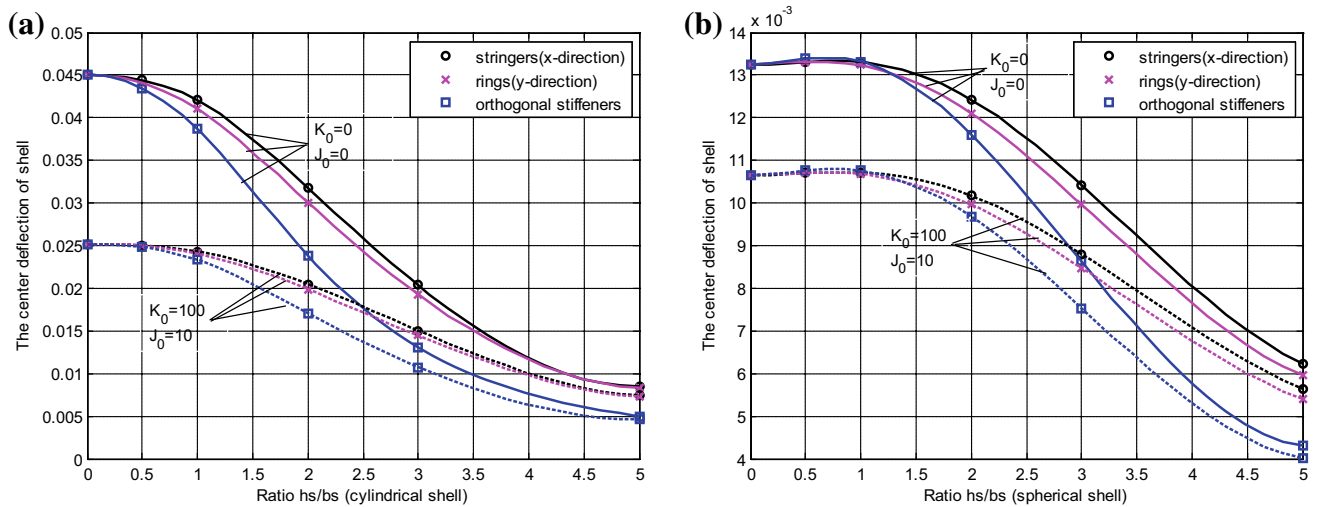 (a)
The center deflection of shell
0.05
0.045
0.04
0.035
0.03
0.025
0.02
0.015
0.01
0.005
0
stringers(x-direction)
rings(y-direction)
orthogonal stiffeners
K0=0
J0=0
K0=100
J0=10
0 0.5 1 1.5 2 2.5 3 3.5 4 4.5 5
Ratio hs/bs (cylindrical shell)
(b)
x 10-3
The center deflection of shell
14
13
12
11
10
9
8
7
6
5
4
stringers(x-direction)
rings(y-direction)
orthogonal stiffeners
K0=0
J0=0
K0=100
J0=10
0 0.5 1 1.5 2 2.5 3 3.5 4 4.5 5
Ratio hs/bs (spherical shell)